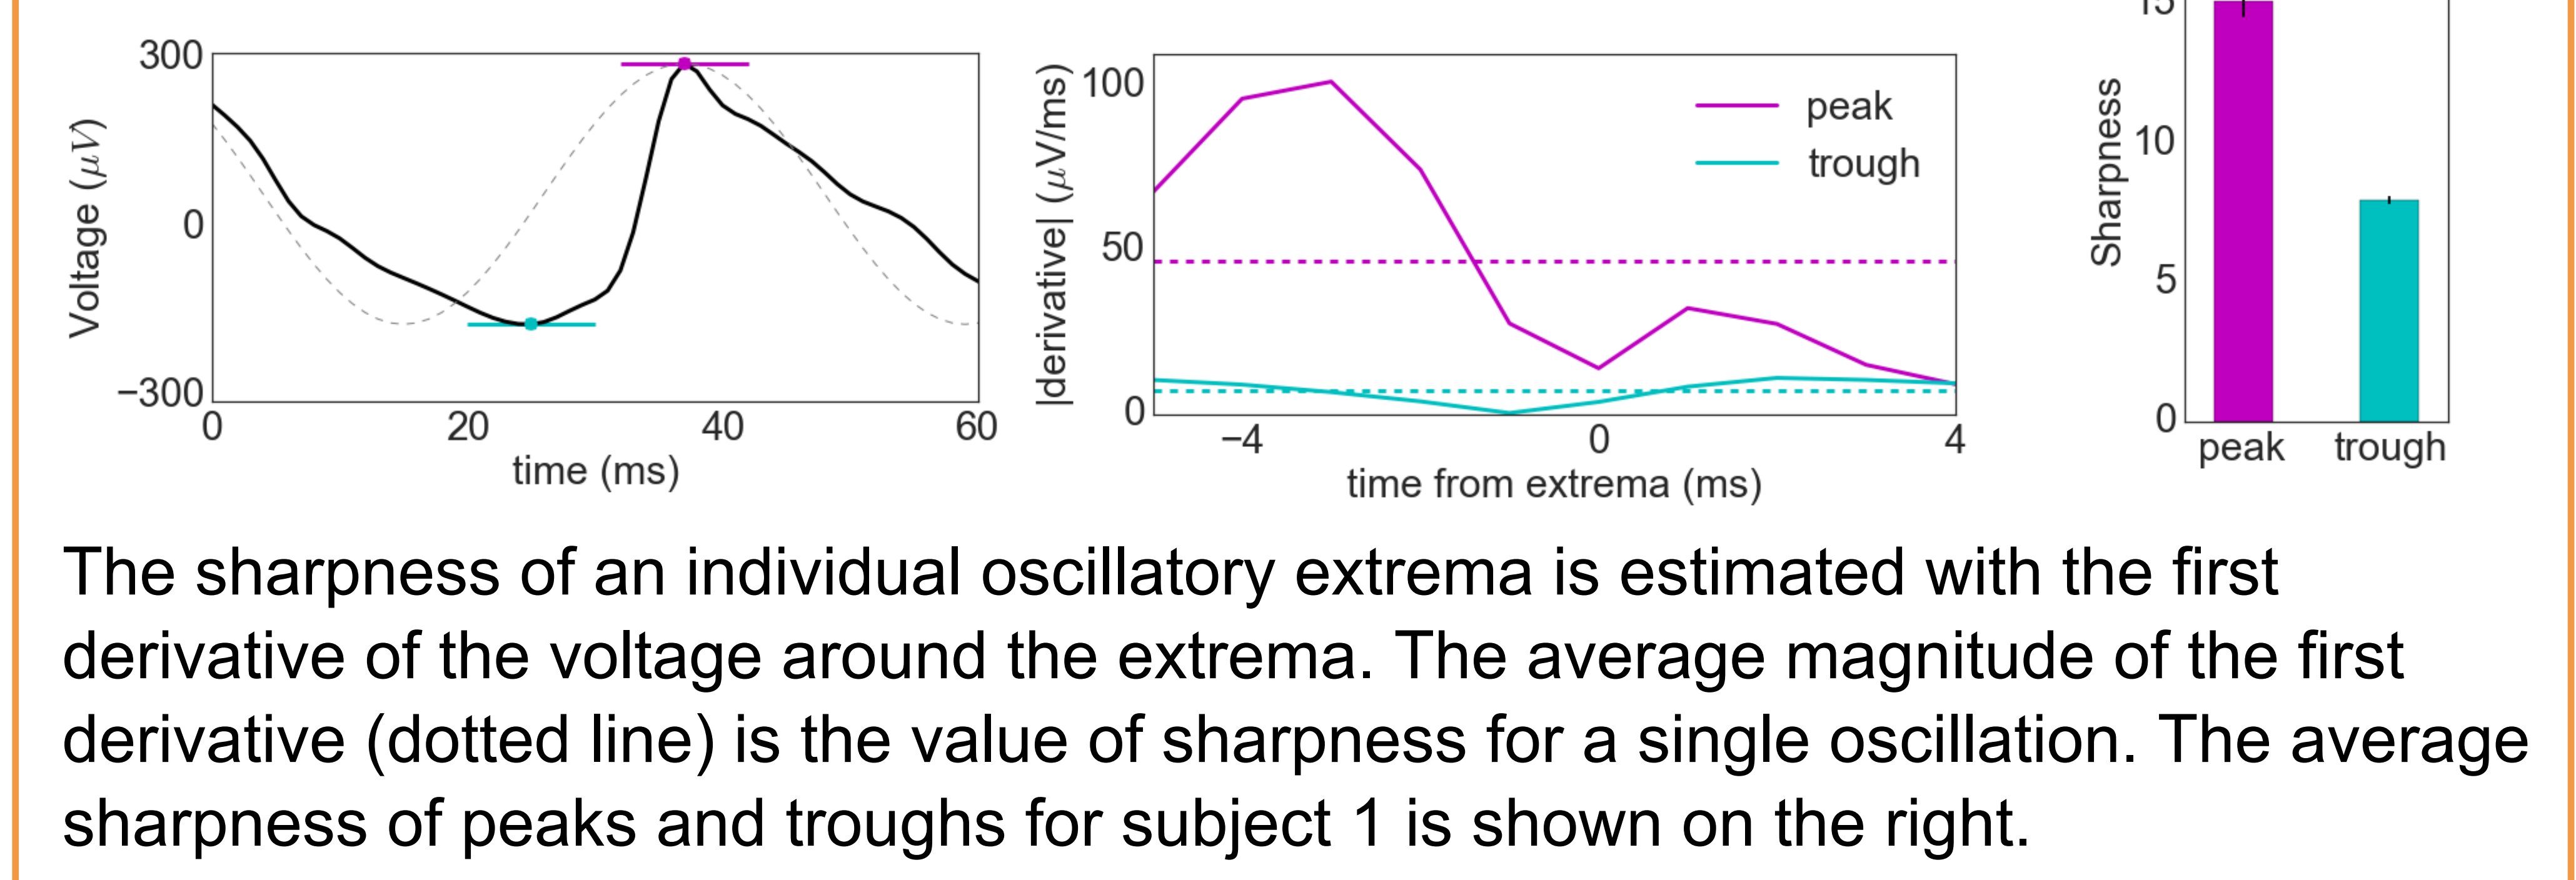 300
0
−300
Voltage (μV)
0 20 40 60
time (ms)
100
50
0
|derivative| (μV/ms)
peak
trough
−4 0 4
time from extrema (ms)
15
10
5
0
Sharpness
peak trough
The sharpness of an individual oscillatory extrema is estimated with the first
derivative of the voltage around the extrema. The average magnitude of the first
derivative (dotted line) is the value of sharpness for a single oscillation. The average
sharpness of peaks and troughs for subject 1 is shown on the right.